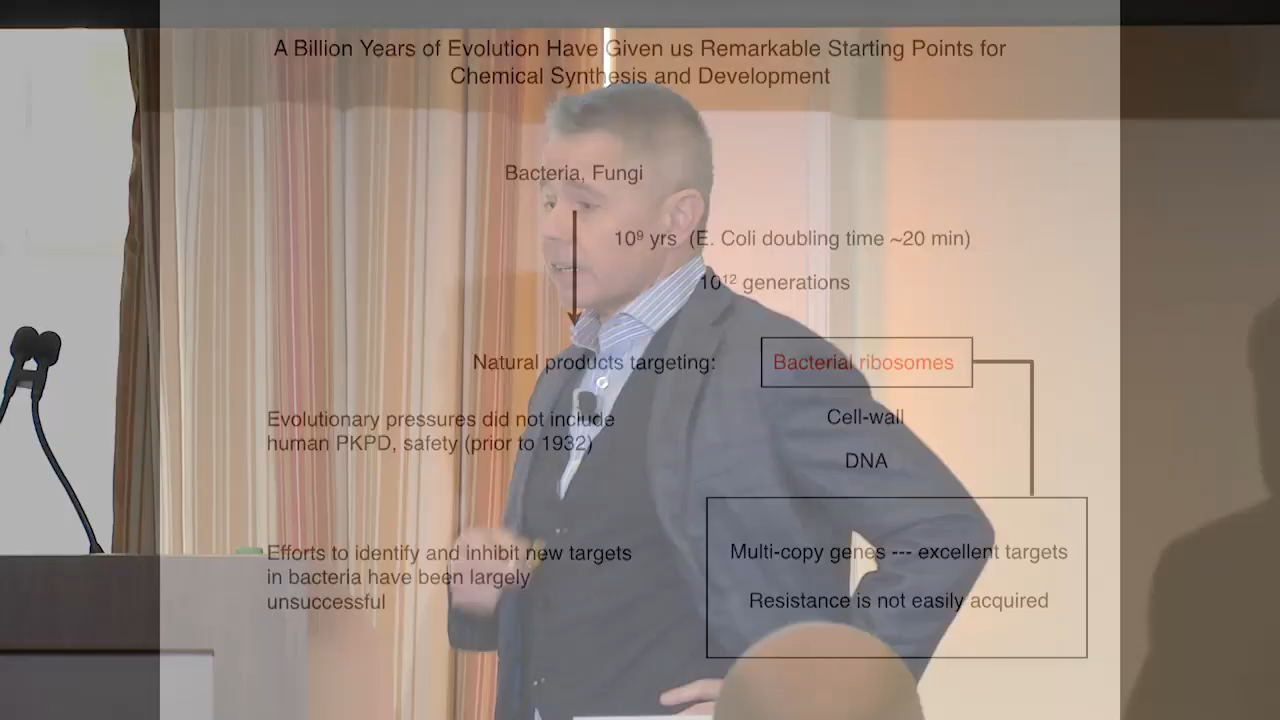 A Billion Years of Evolution Have Given us Remarkable Starting Points for
Chemical Synthesis and Development
Bacteria, Fungi
10⁹ yrs (E. Coli doubling time ~20 min)
10¹² generations
Natural products targeting:
Bacterial ribosomes
Evolutionary pressures did not include
human PKPD, safety (prior to 1932)
Cell-wall
DNA
Efforts to identify and inhibit new targets
in bacteria have been largely
unsuccessful
Multi-copy genes --- excellent targets
Resistance is not easily acquired